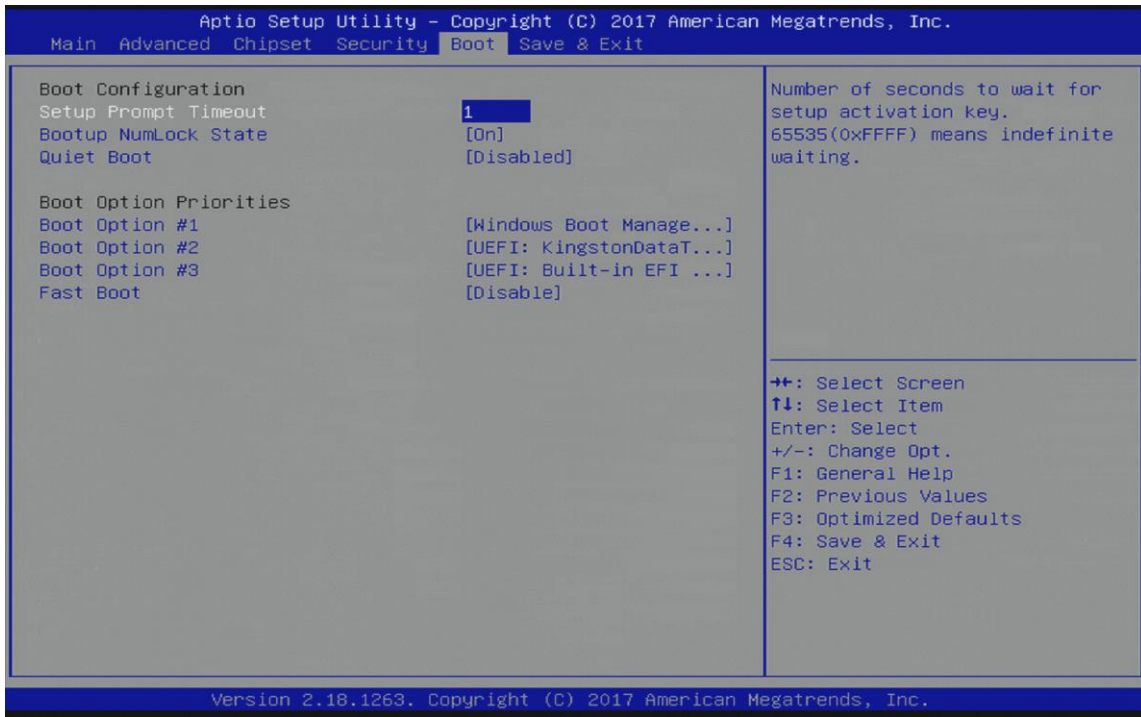 Aptio Setup Utility - Copyright (C) 2017 American Megatrends, Inc.
Main Advanced Chipset Security Boot Save & Exit
Boot Configuration
Setup Prompt Timeout 1
Bootup NumLock State [On]
Quiet Boot [Disabled]
Boot Option Priorities
Boot Option #1 [Windows Boot Manage...]
Boot Option #2 [UEFI: KingstonDataT...]
Boot Option #3 [UEFI: Built-in EFI ...]
Fast Boot [Disable]
Number of seconds to wait for
setup activation key.
65535(0xFFFF) means indefinite
waiting.
→←: Select Screen
↑↓: Select Item
Enter: Select
+/-: Change Opt.
F1: General Help
F2: Previous Values
F3: Optimized Defaults
F4: Save & Exit
ESC: Exit
Version 2.18.1263. Copyright (C) 2017 American Megatrends, Inc.